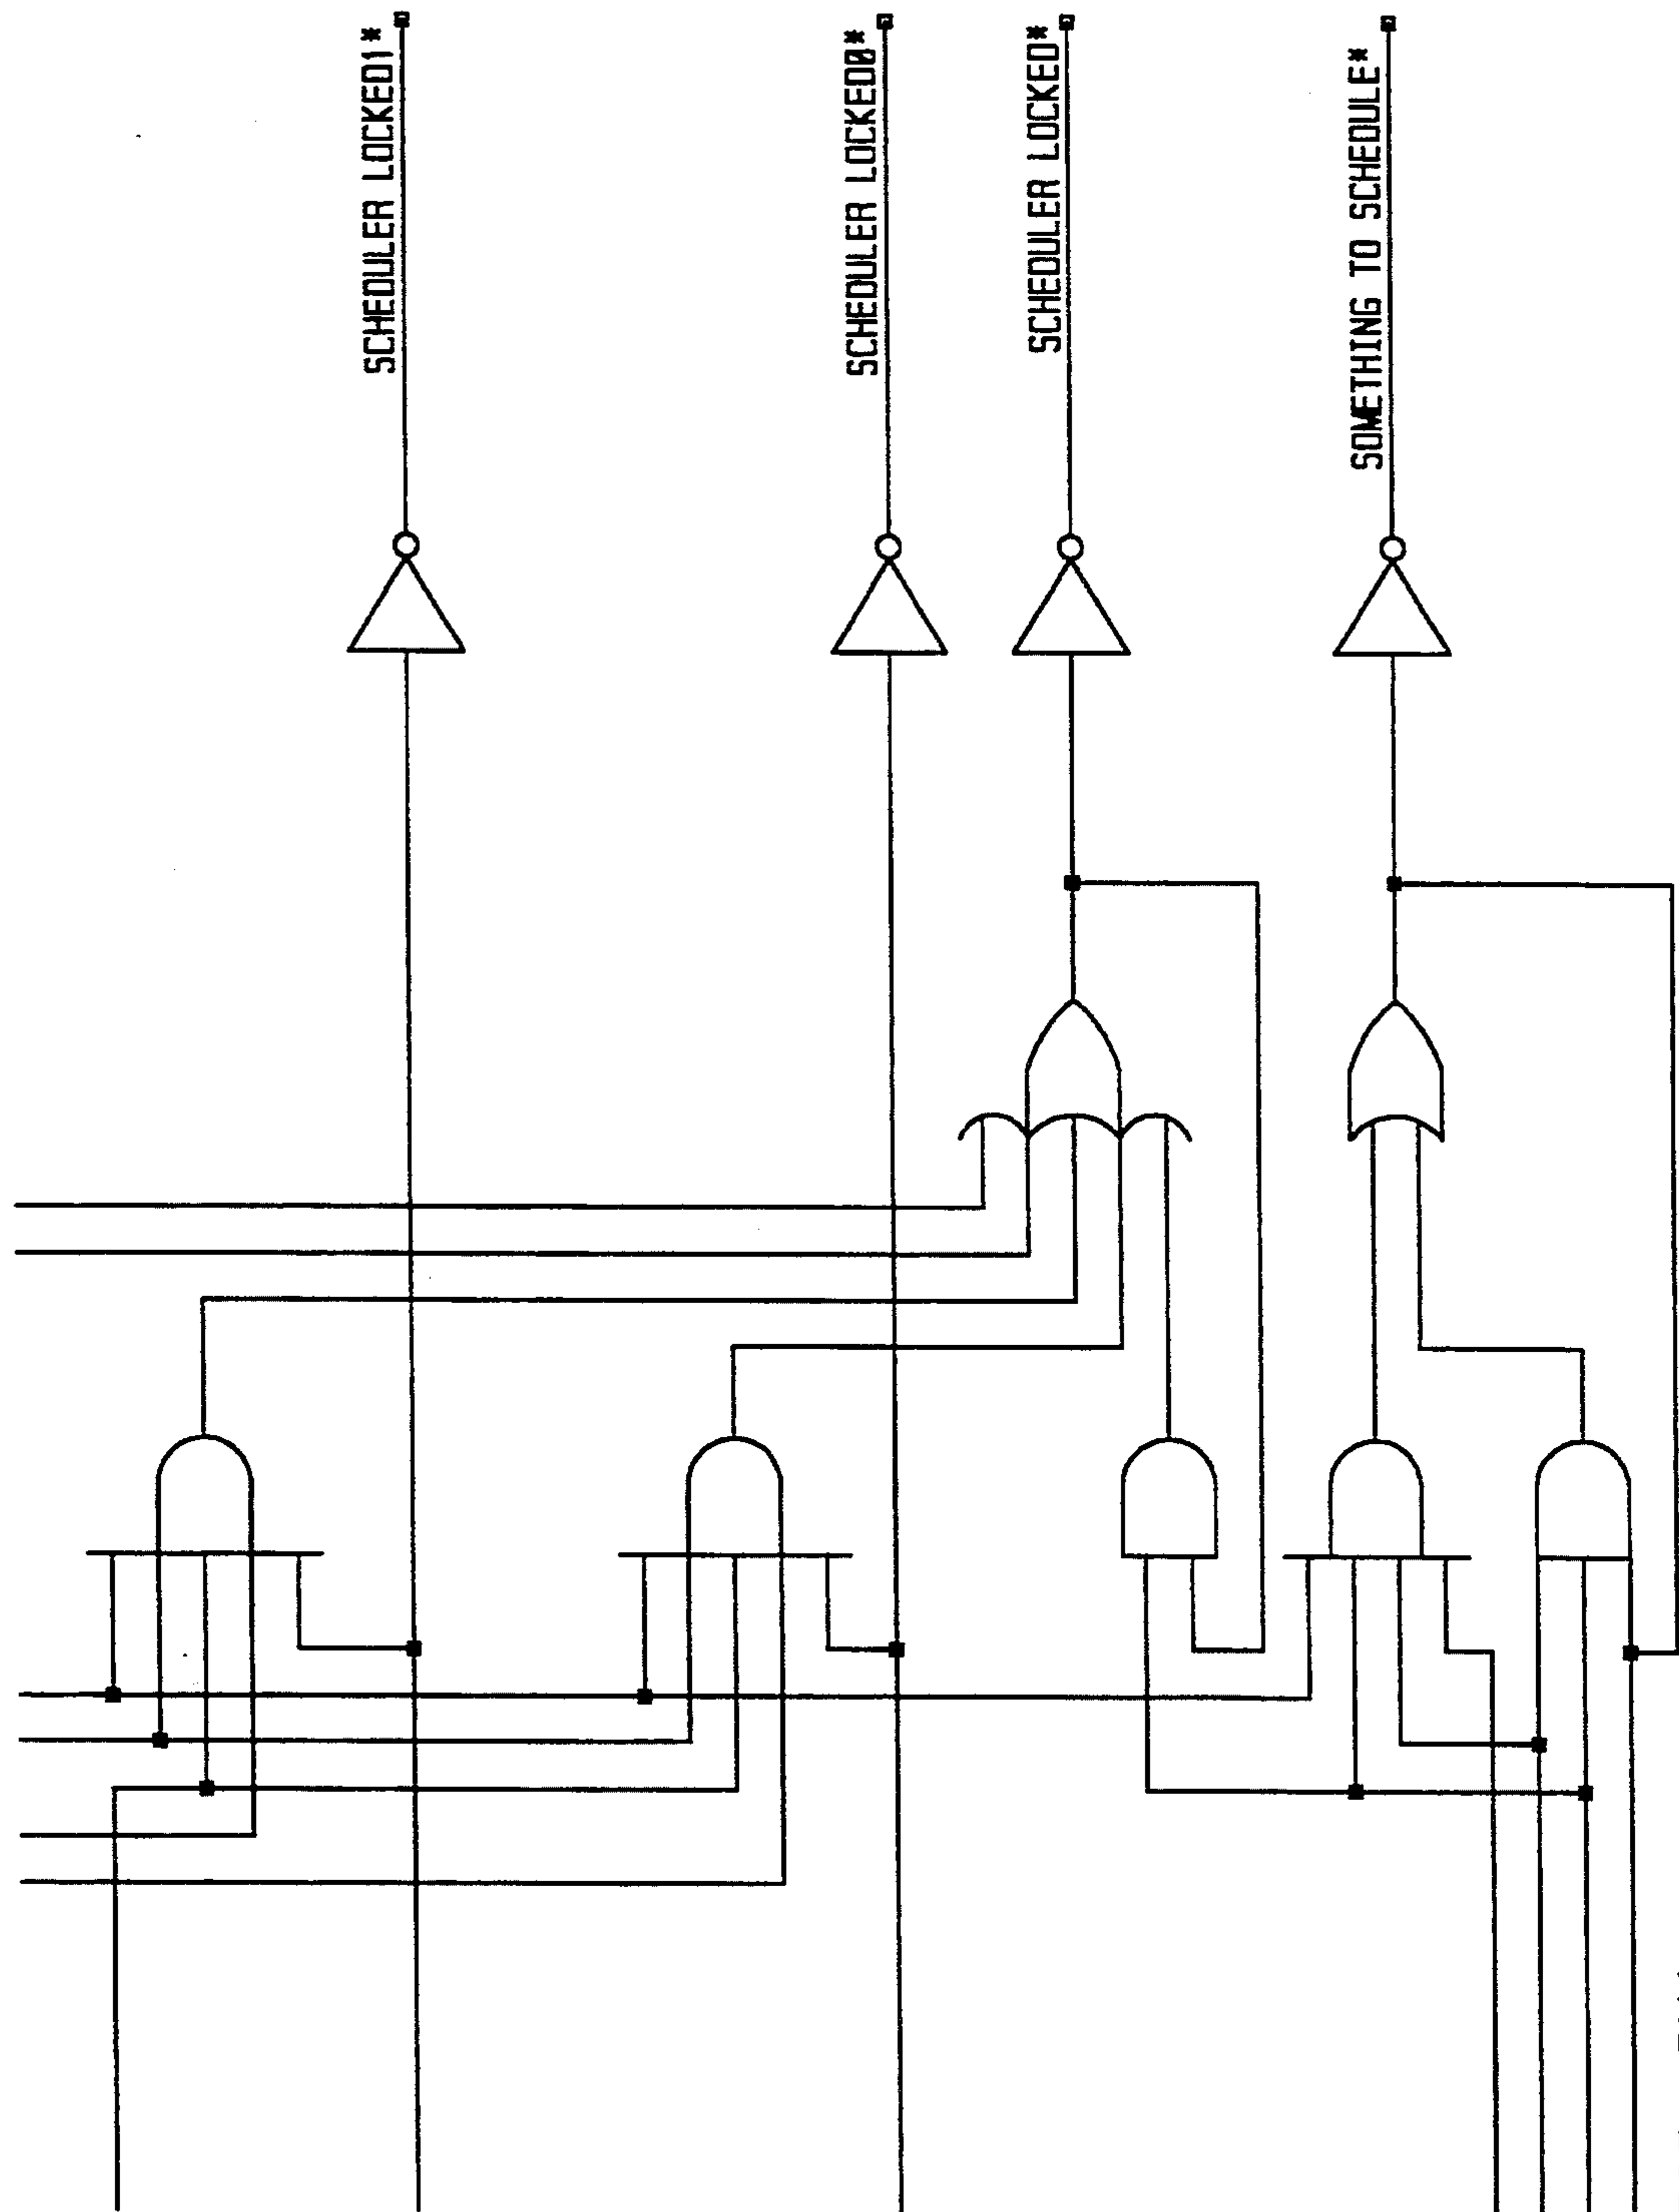 SCHEDULER LOCKED1*
SCHEDULER LOCKED0*
SCHEDULER LOCKED*
SOMETHING TO SCHEDULE*